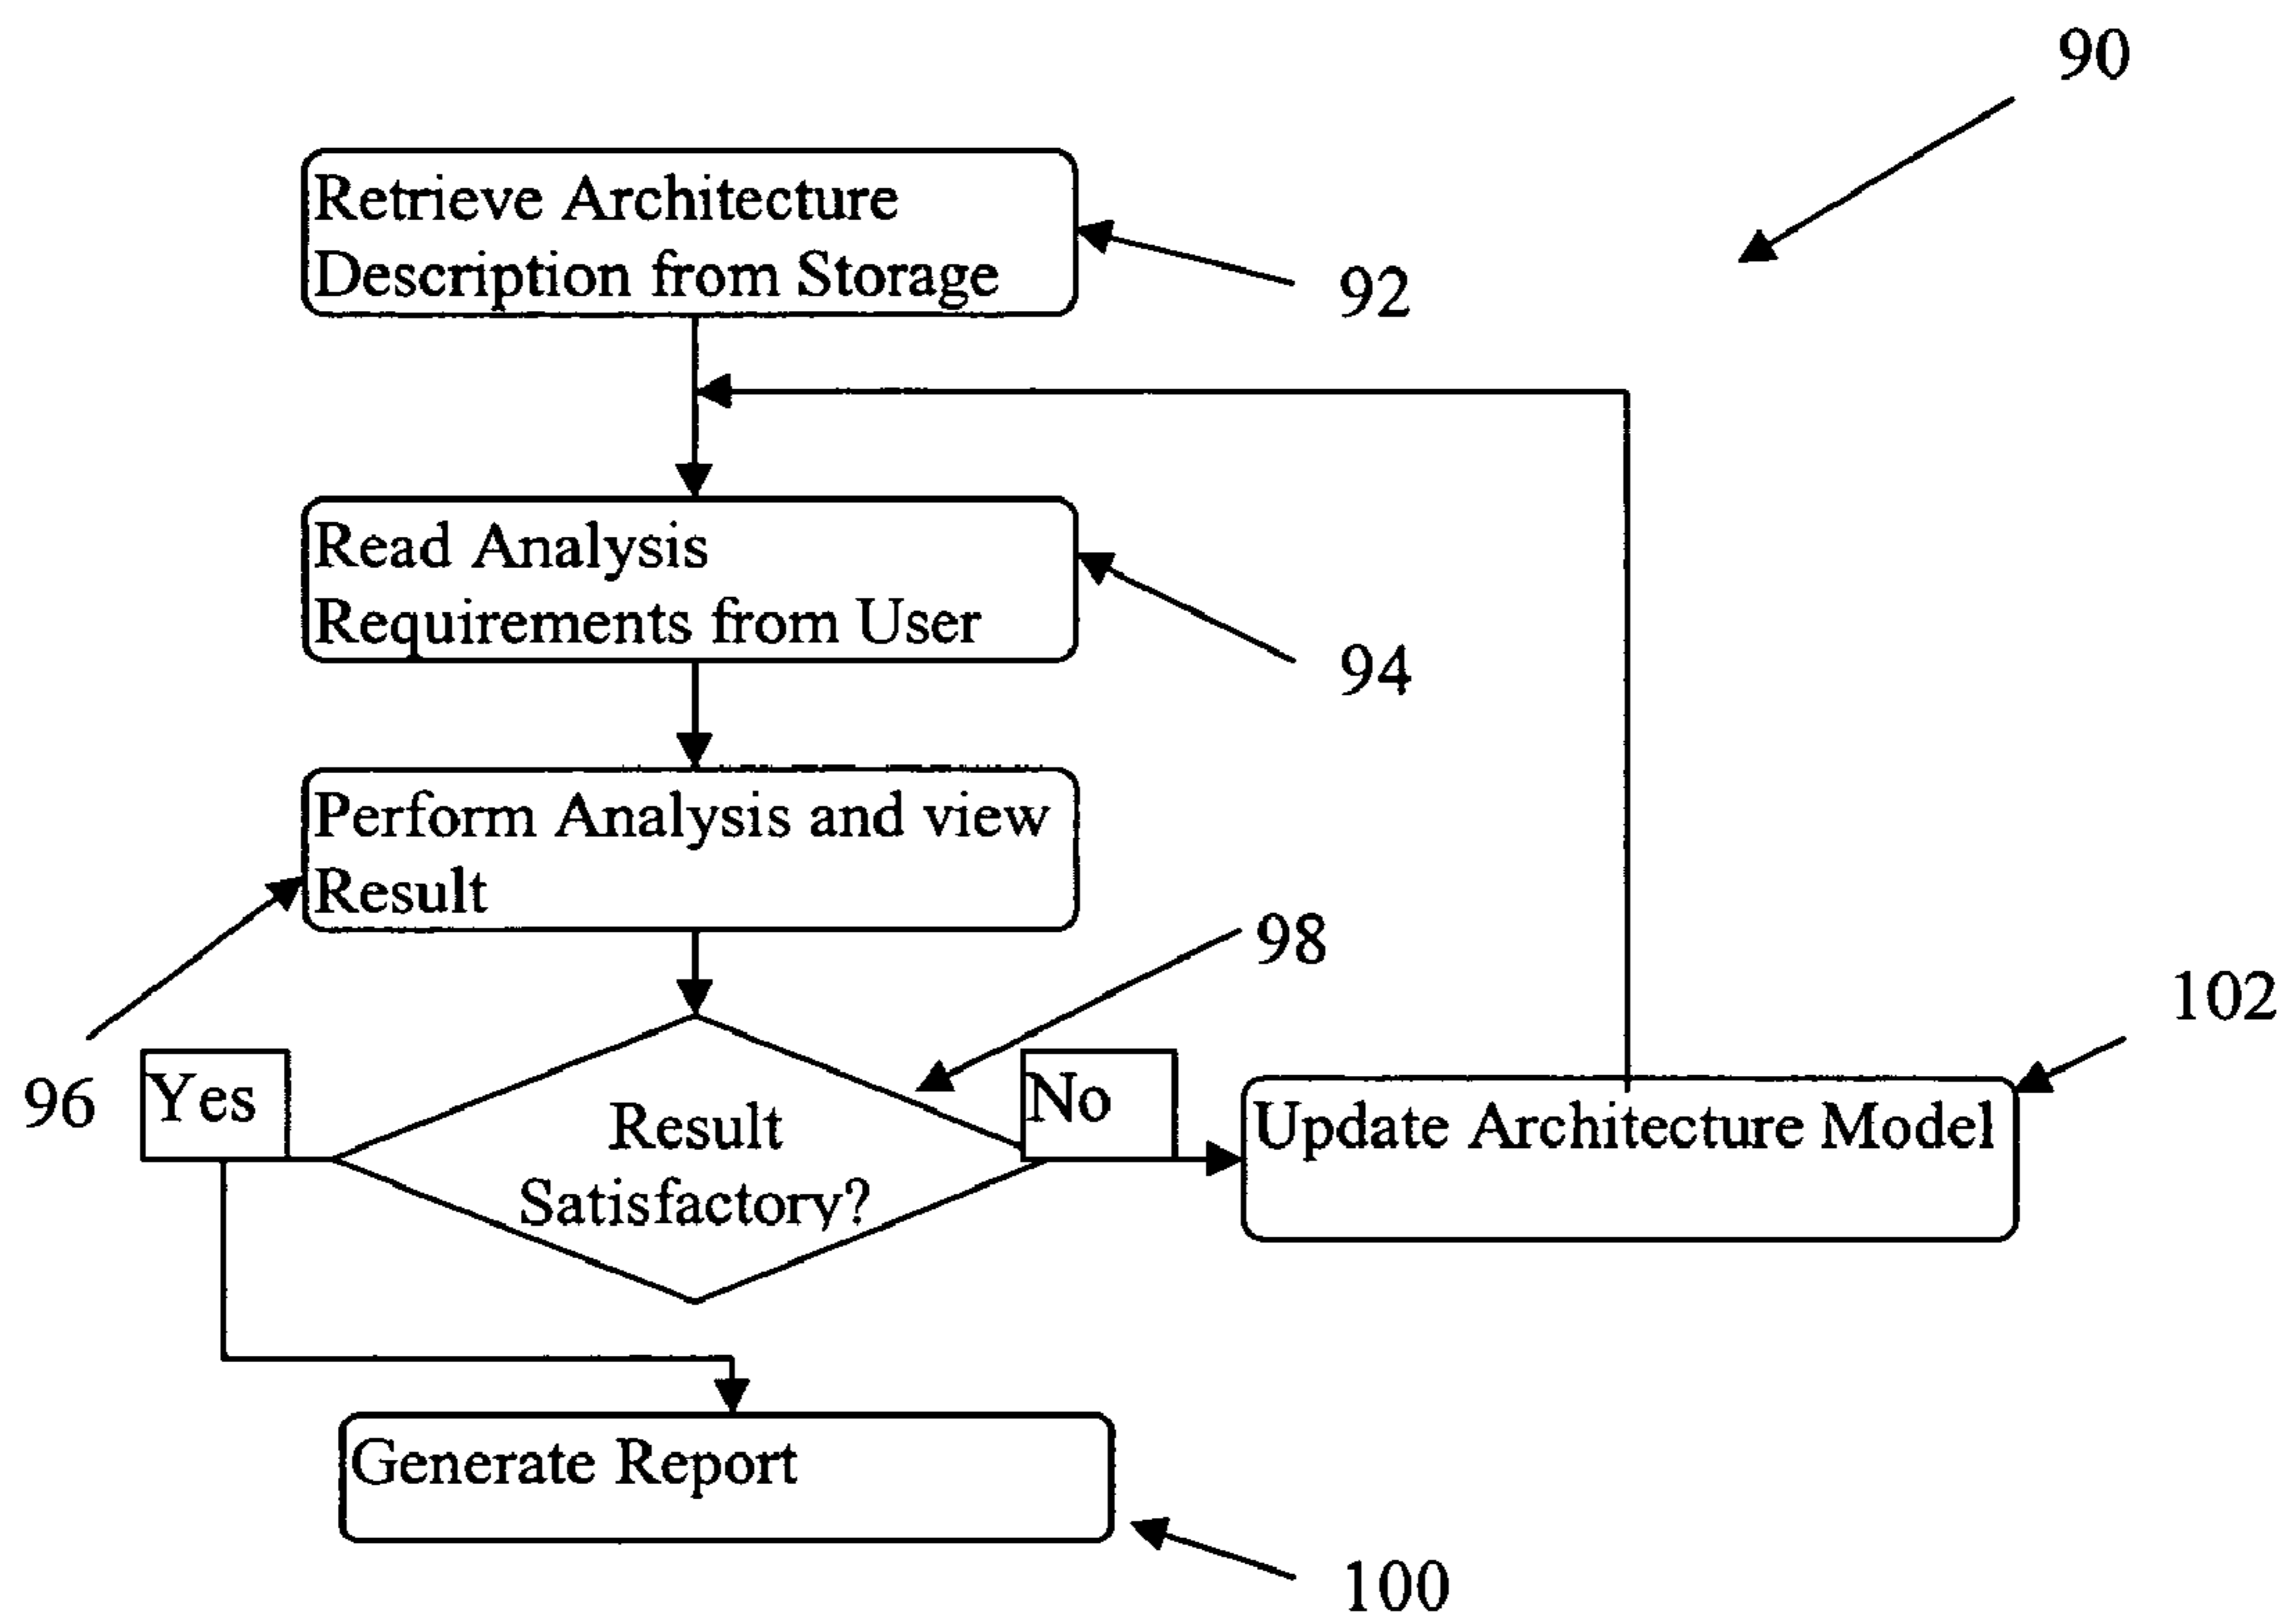 90
Retrieve Architecture
Description from Storage
92
Read Analysis
Requirements from User
94
Perform Analysis and view
Result
96
98
Yes
No
Result
Satisfactory?
102
Update Architecture Model
Generate Report
100